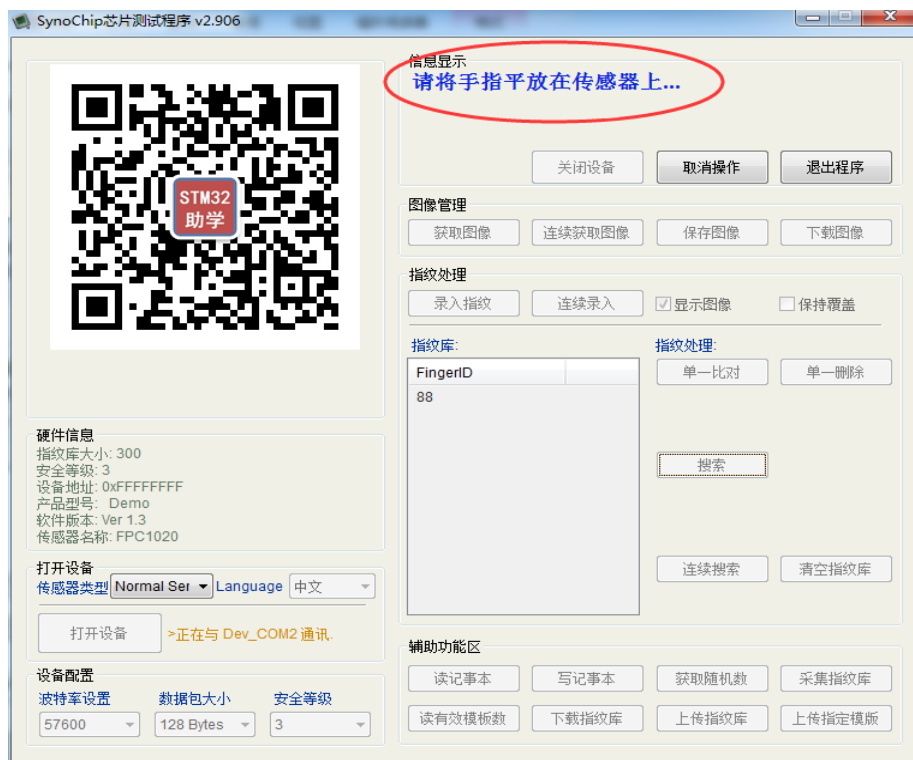 SynoChip芯片测试程序 v2.906
STM32
助学
硬件信息
指纹库大小: 300
安全等级: 3
设备地址: 0xFFFFFFFF
产品型号: Demo
软件版本: Ver 1.3
传感器名称: FPC1020
打开设备
传感器类型 Normal Ser Language 中文
打开设备 >正在与 Dev_COM2 通讯.
设备配置
波特率设置 数据包大小 安全等级
57600 128 Bytes 3
信息显示
请将手指平放在传感器上...
关闭设备 取消操作 退出程序
图像管理
获取图像 连续获取图像 保存图像 下载图像
指纹处理
录入指纹 连续录入 显示图像 保持覆盖
指纹库: 指纹处理:
FingerID 单一比对 单一删除
88
搜索
连续搜索 清空指纹库
辅助功能区
读记事本 写记事本 获取随机数 采集指纹库
读有效模板数 下载指纹库 上传指纹库 上传指定模版